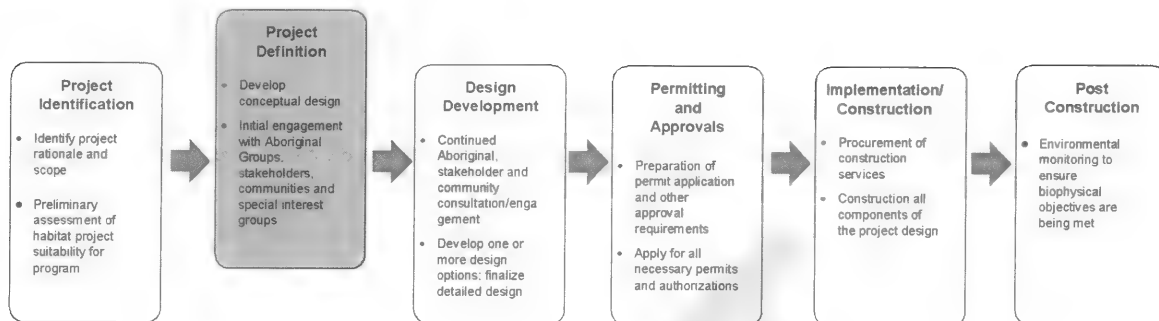 Project
Identification
• Identify project
rationale and
scope
• Preliminary
assessment of
habitat project
suitability for
program
Project
Definition
• Develop
conceptual design
• Initial engagement
with Aboriginal
Groups,
stakeholders,
communities and
special interest
groups
Design
Development
• Continued
Aboriginal,
stakeholder and
community
consultation/enga
gement
• Develop one or
more design
options: finalize
detailed design
Permitting
and
Approvals
• Preparation of
permit application
and other
approval
requirements
• Apply for all
necessary permits
and authorizations
Implementation/
Construction
• Procurement of
construction
services
• Construction all
components of
the project design
Post
Construction
• Environmental
monitoring to
ensure
biophysical
objectives are
being met